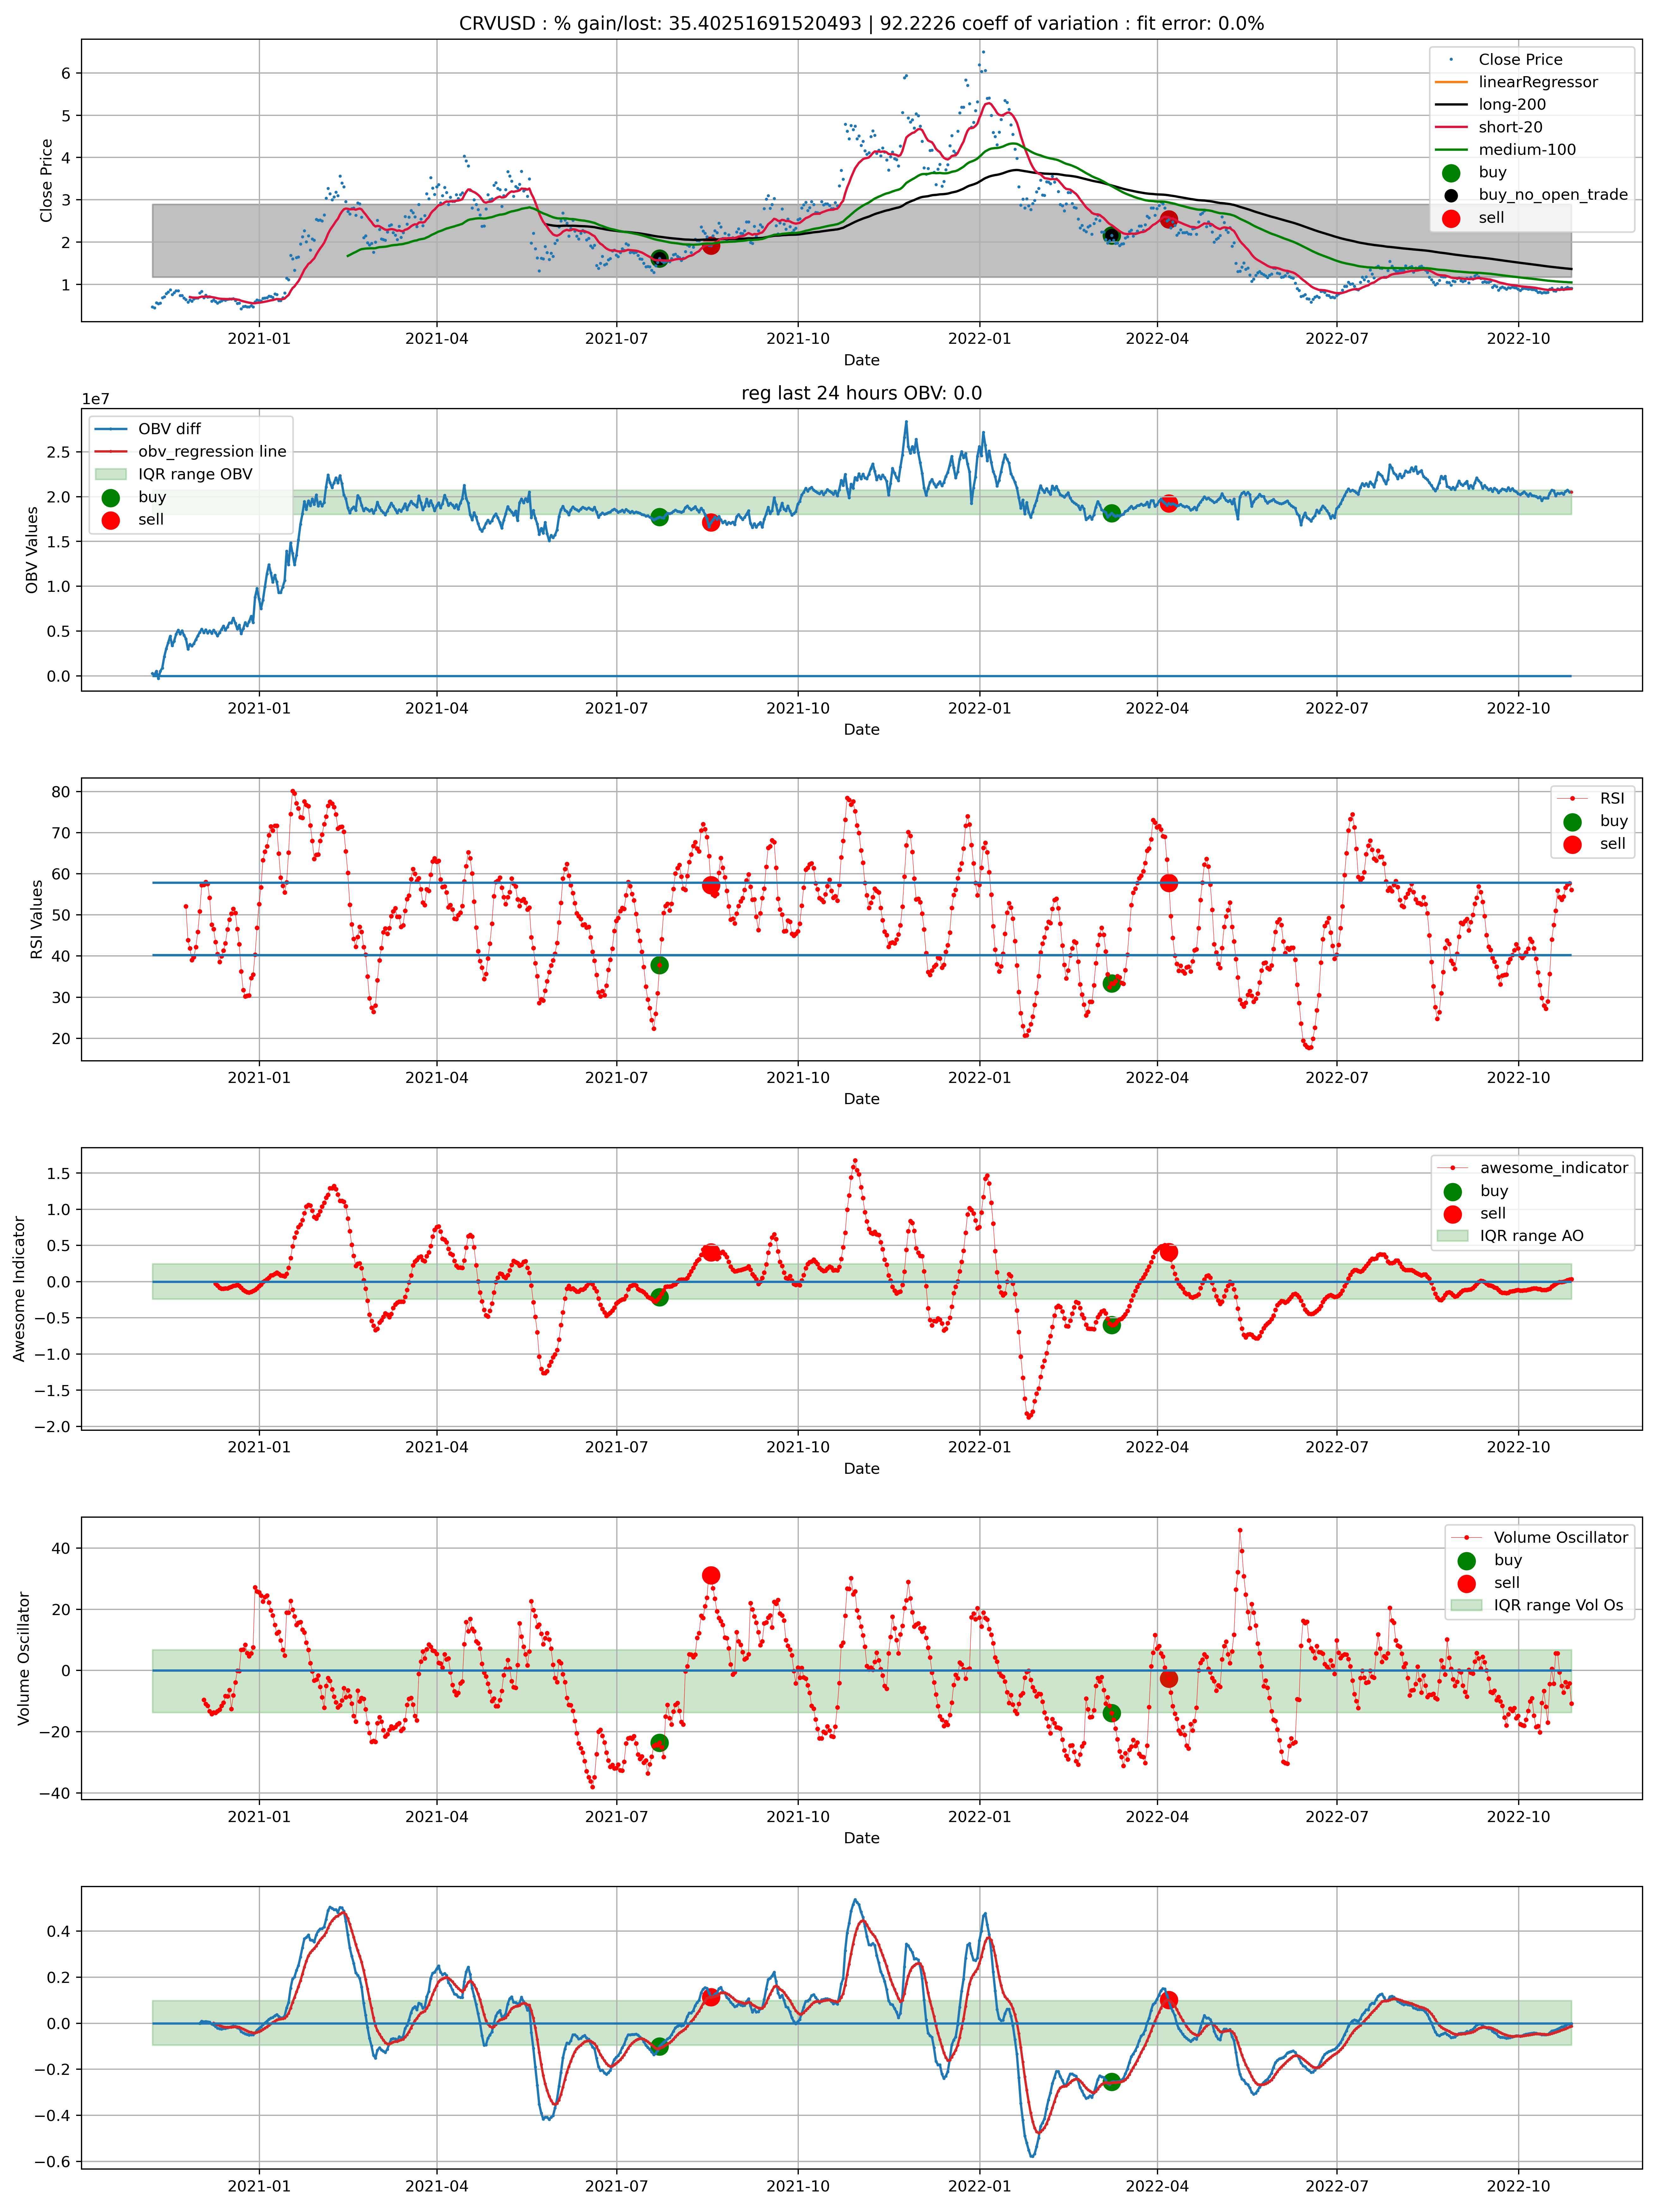 CRVUSD : % gain/lost: 35.40251691520493 | 92.2226 coeff of variation : fit error: 0.0%
Close Price
6
5
4
3
2
1
Close Price
linearRegressor
long-200
short-20
medium-100
buy
buy_no_open_trade
sell
2021-01 2021-04 2021-07 2021-10 2022-01 2022-04 2022-07 2022-10
Date
reg last 24 hours OBV: 0.0
1e7
OBV Values
2.5
2.0
1.5
1.0
0.5
0.0
OBV diff
obv_regression line
IQR range OBV
buy
sell
2021-01 2021-04 2021-07 2021-10 2022-01 2022-04 2022-07 2022-10
Date
RSI Values
80
70
60
50
40
30
20
RSI
buy
sell
2021-01 2021-04 2021-07 2021-10 2022-01 2022-04 2022-07 2022-10
Date
Awesome Indicator
1.5
1.0
0.5
0.0
−0.5
−1.0
−1.5
−2.0
awesome_indicator
buy
sell
IQR range AO
2021-01 2021-04 2021-07 2021-10 2022-01 2022-04 2022-07 2022-10
Date
Volume Oscillator
40
20
0
−20
−40
Volume Oscillator
buy
sell
IQR range Vol Os
2021-01 2021-04 2021-07 2021-10 2022-01 2022-04 2022-07 2022-10
Date
0.4
0.2
0.0
−0.2
−0.4
−0.6
2021-01 2021-04 2021-07 2021-10 2022-01 2022-04 2022-07 2022-10